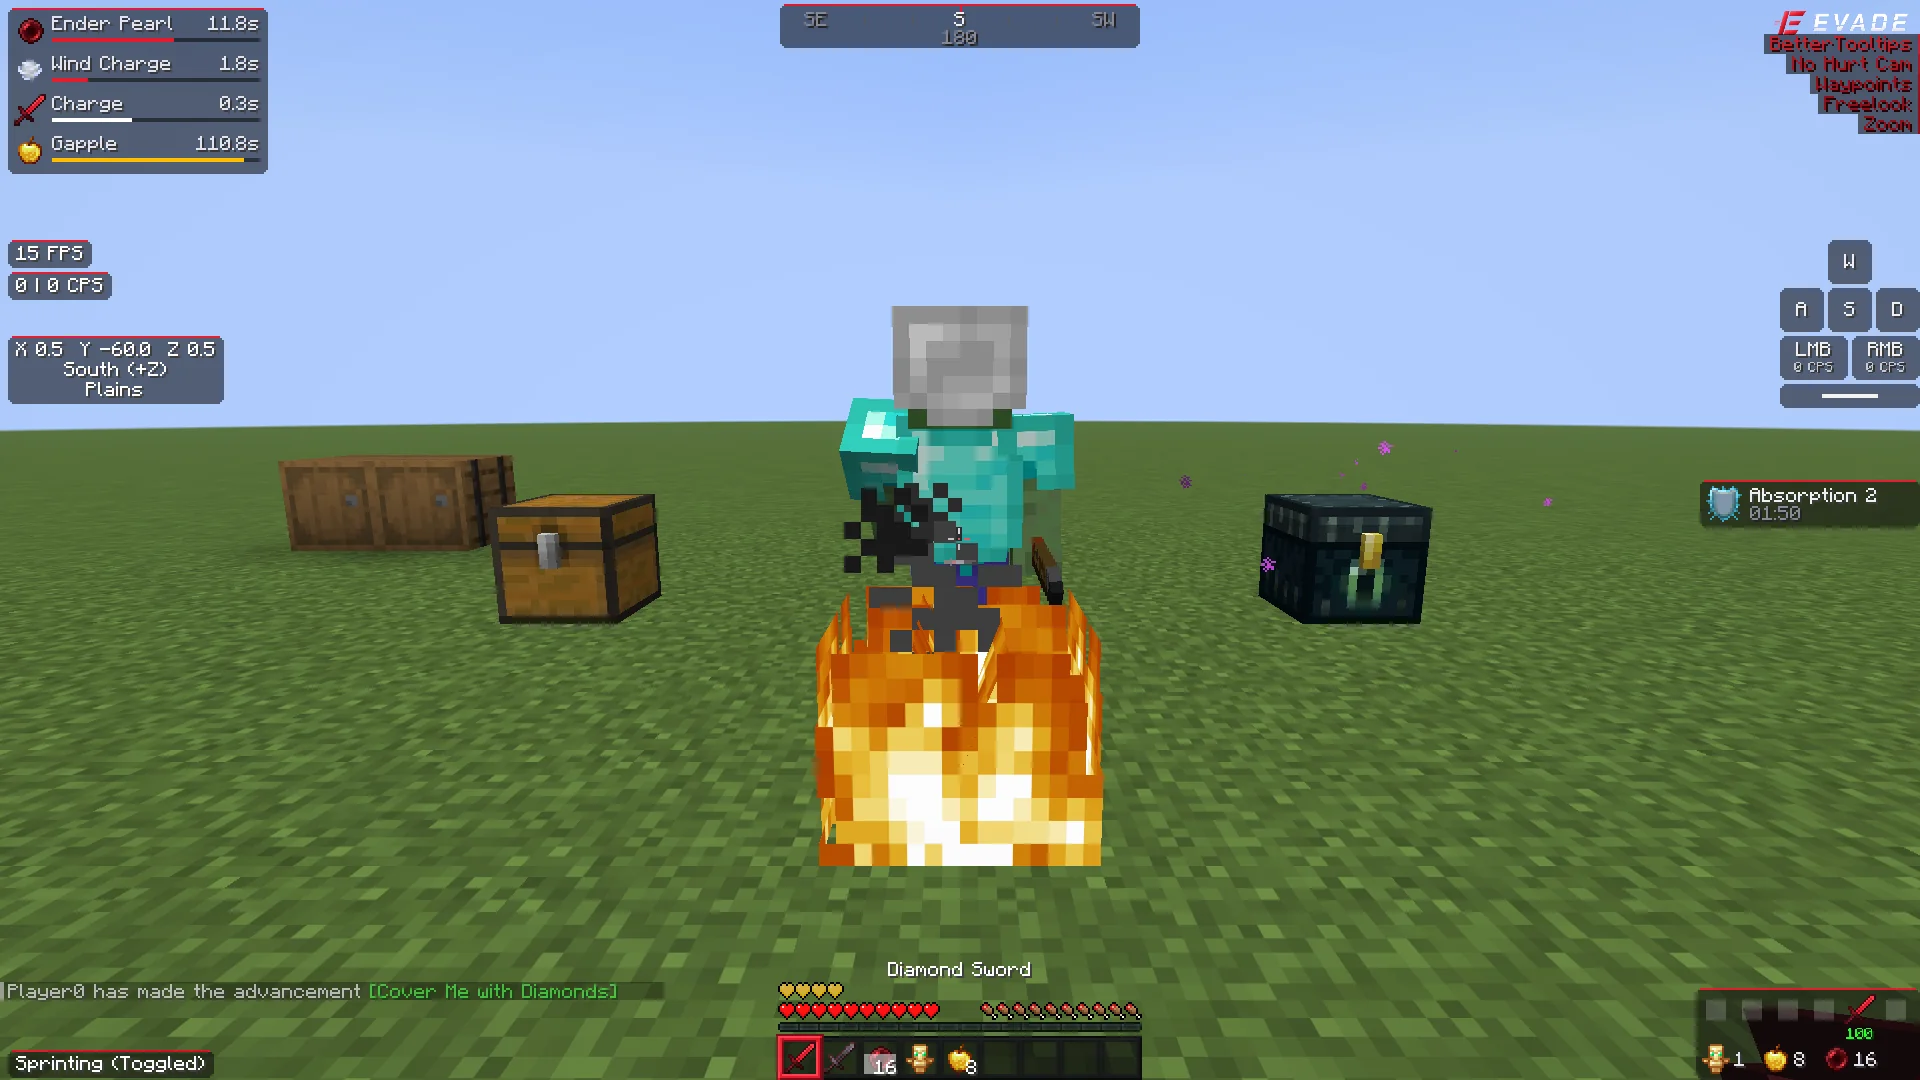 Ender Pearl 11.8s
Wind Charge 1.8s
Charge 0.3s
Gapple 110.8s
SE S SW
180
EVADE
Better Tooltips
No Hurt Cam
Waypoints
Freelook
Zoom
15 FPS
0 | 0 CPS
X 0.5 Y -60.0 Z 0.5
South (+Z)
Plains
W
A S D
LMB RMB
0 CPS 0 CPS
Absorption 2
01:50
Diamond Sword
Player0 has made the advancement [Cover Me with Diamonds]
Sprinting (Toggled)
16 8
100
1 8 16